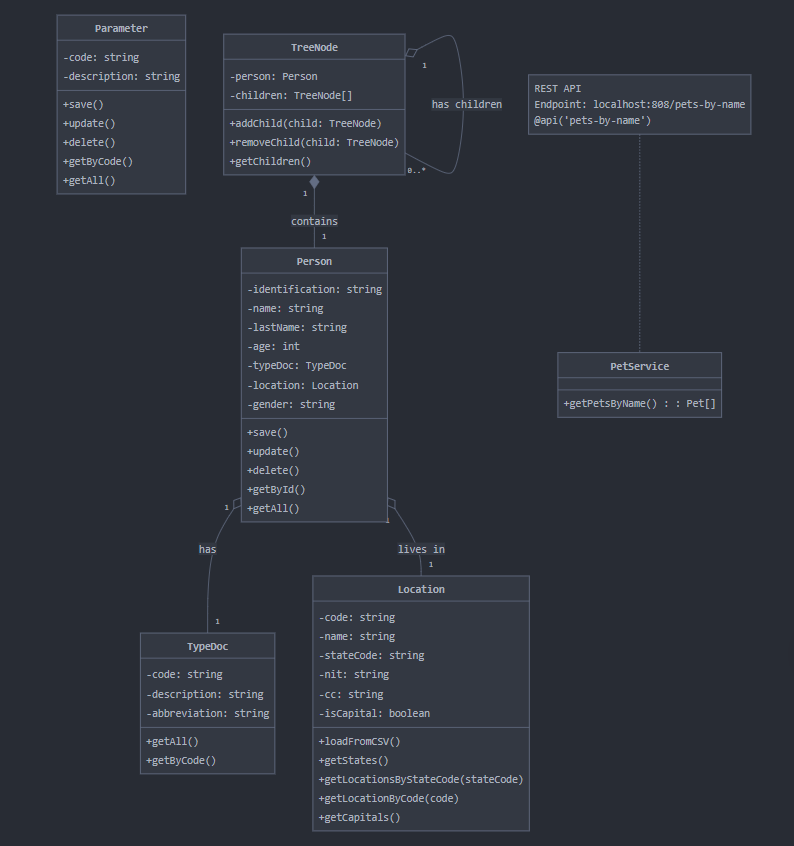 Parameter
-code: string
-description: string
+save()
+update()
+delete()
+getByCode()
+getAll()
TreeNode
-person: Person
-children: TreeNode[]
+addChild(child: TreeNode)
+removeChild(child: TreeNode)
+getChildren()
1
has children
0..*
REST API
Endpoint: localhost:808/pets-by-name
@api('pets-by-name')
1
contains
1
Person
-identification: string
-name: string
-lastName: string
-age: int
-typeDoc: TypeDoc
-location: Location
-gender: string
+save()
+update()
+delete()
+getById()
+getAll()
PetService
+getPetsByName() : : Pet[]
1
has
1
1
lives in
1
TypeDoc
-code: string
-description: string
-abbreviation: string
+getAll()
+getByCode()
Location
-code: string
-name: string
-stateCode: string
-nit: string
-cc: string
-isCapital: boolean
+loadFromCSV()
+getStates()
+getLocationsByStateCode(stateCode)
+getLocationByCode(code)
+getCapitals()